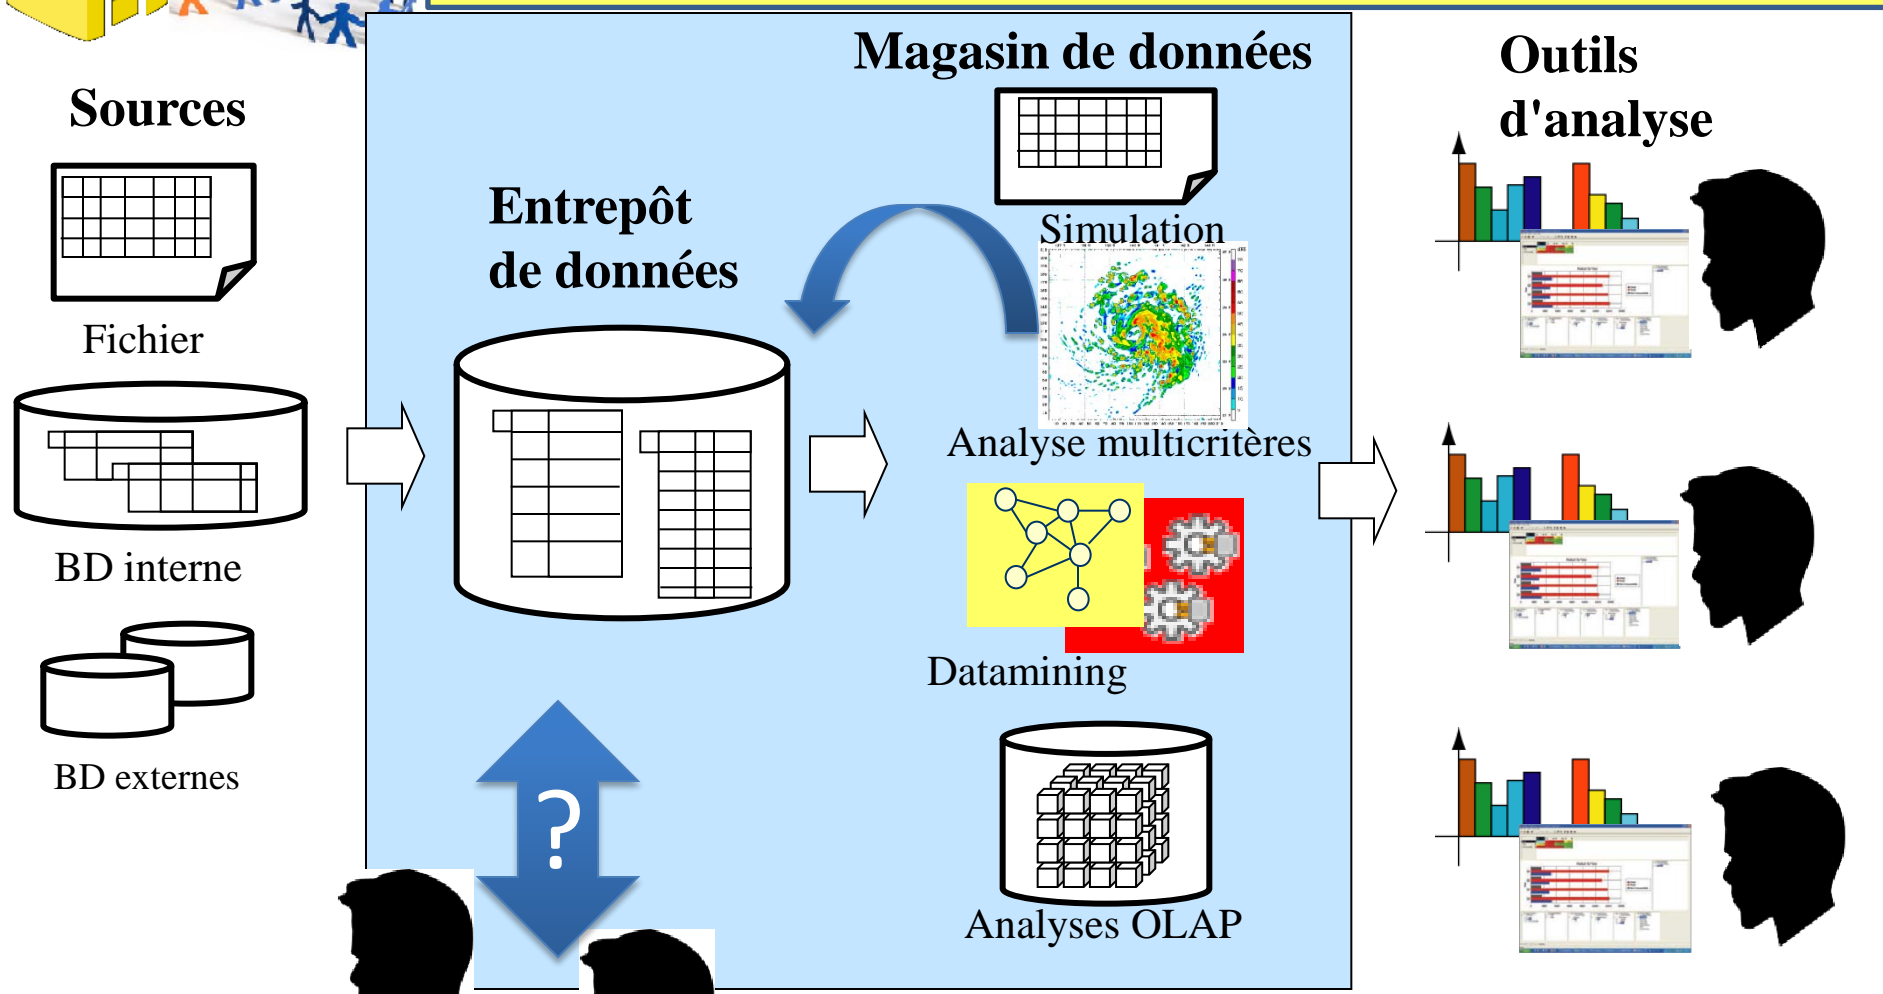 Sources
Fichier
BD interne
BD externes
Entrepôt
de données
?
Magasin de données
Simulation
Analyse multicritères
Datamining
Analyses OLAP
Outils
d'analyse